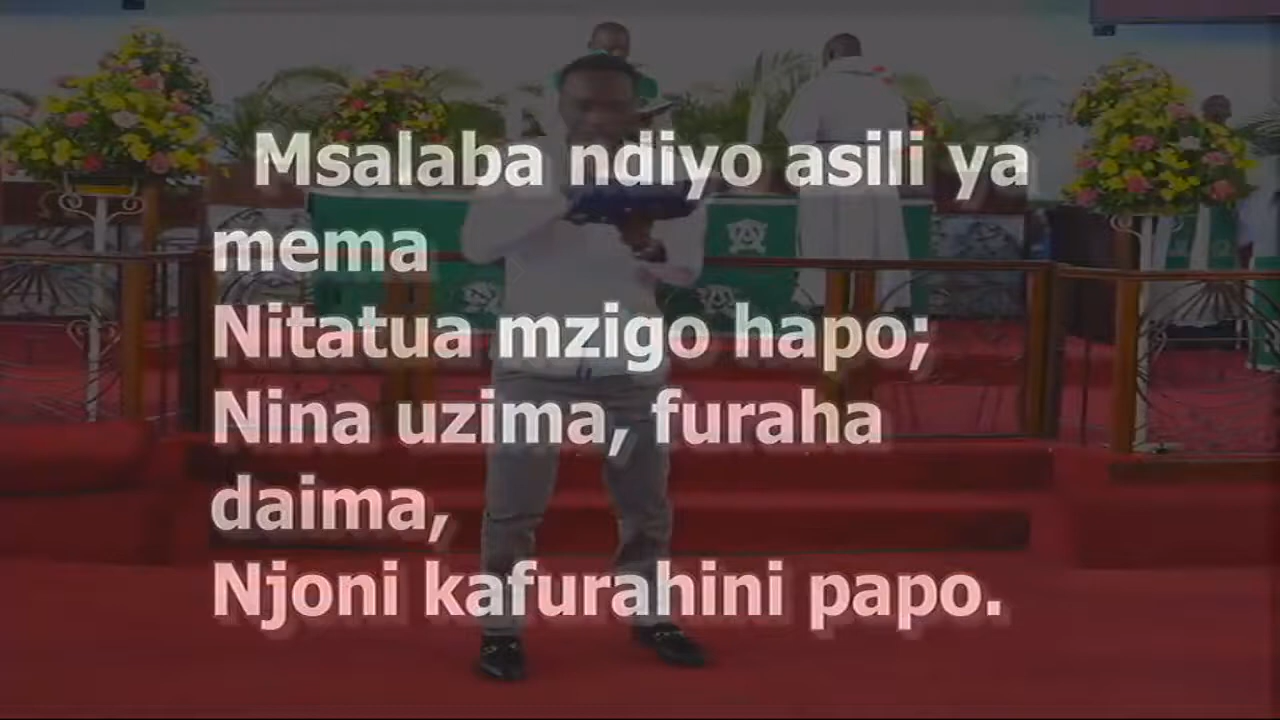 Msalaba ndiyo asili ya
mema
Nitatua mzigo hapo;
Nina uzima, furaha
daima,
Njoni kafurahini papo.